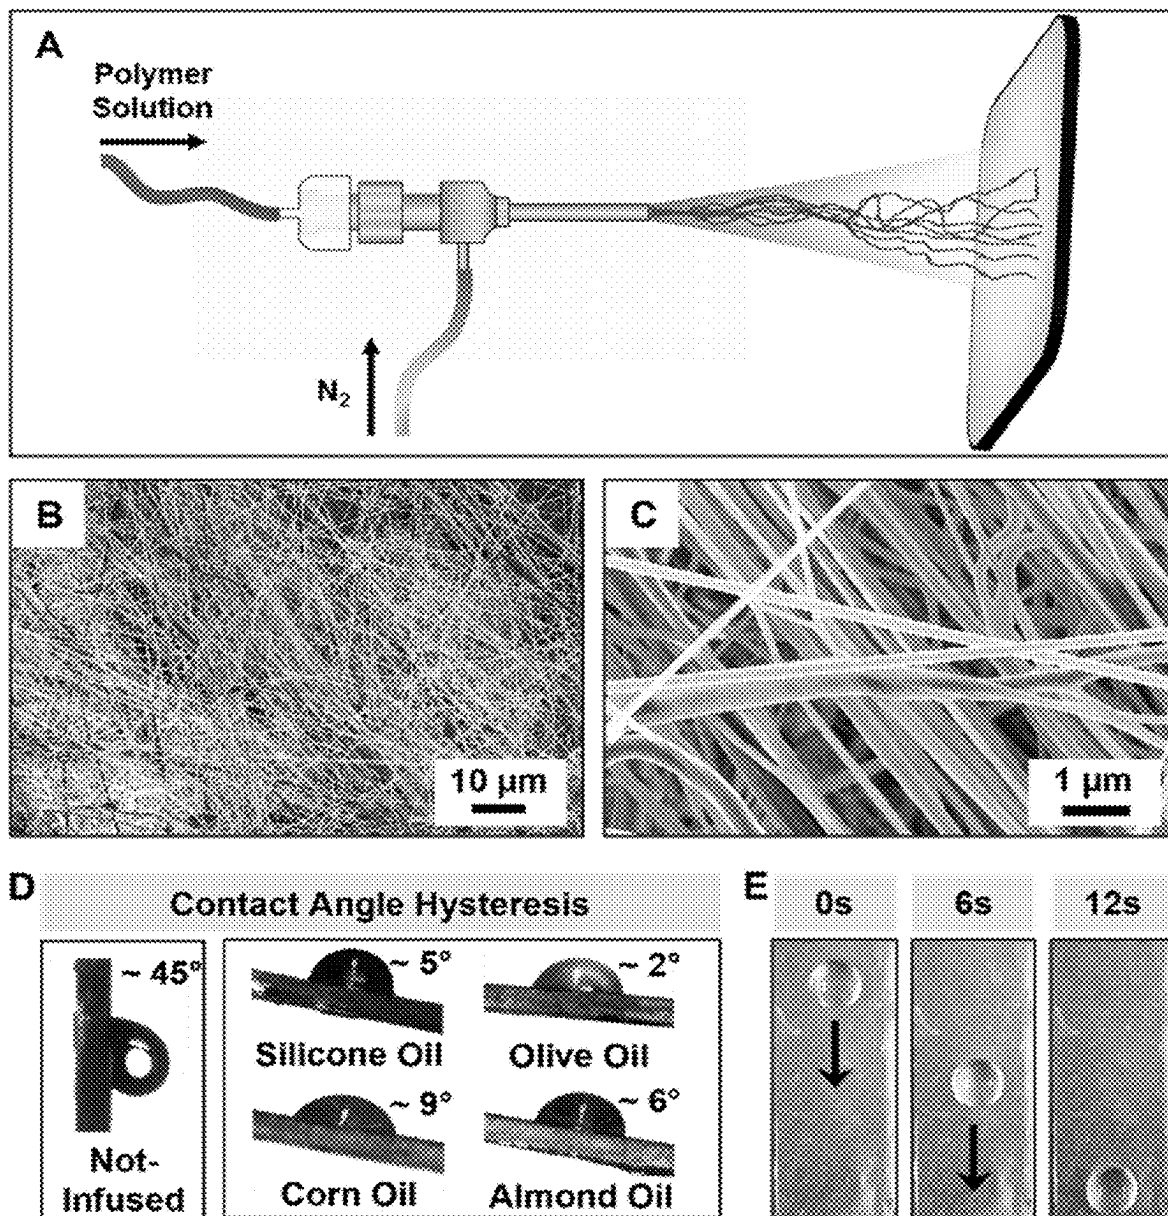 A
Polymer
Solution
N₂
B
10 µm
C
1 µm
D
Contact Angle Hysteresis
~ 45°
Not-
Infused
~ 5°
Silicone Oil
~ 2°
Olive Oil
~ 9°
Corn Oil
~ 6°
Almond Oil
E
0s
6s
12s